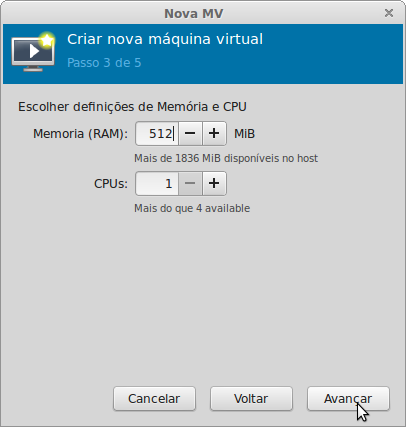 Nova MV
Criar nova máquina virtual
Passo 3 de 5
Escolher definições de Memória e CPU
Memoria (RAM): 512 MiB
Mais de 1836 MiB disponíveis no host
CPUs: 1
Mais do que 4 available
Cancelar Voltar Avançar